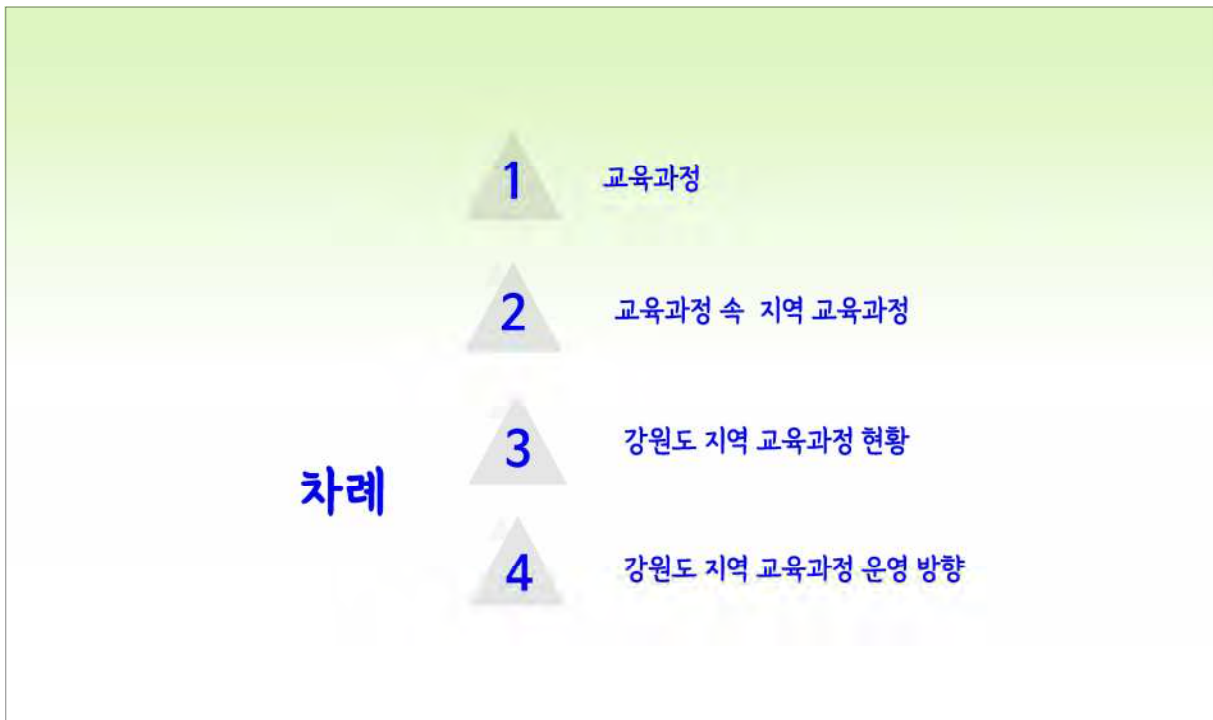 차례
1 교육과정
2 교육과정 속 지역 교육과정
3 강원도 지역 교육과정 현황
4 강원도 지역 교육과정 운영 방향